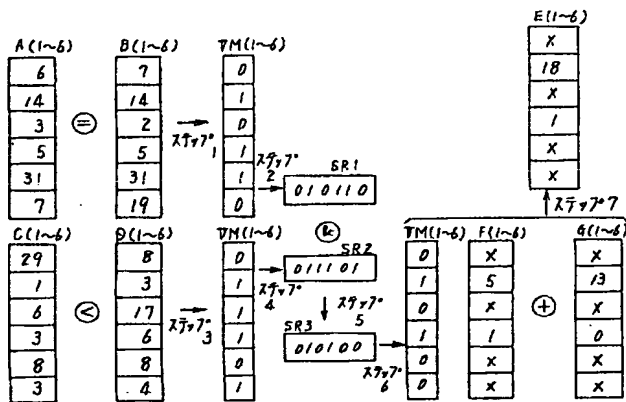 E(1~6)
X
18
X
1
X
X
A(1~6) B(1~6) VM(1~6)
6 7 0
14 14 1
3 = 2 0
5 5 1
31 31 1
7 19 0
ステップ1
ステップ2
SR1
010110
&
ステップ7
C(1~6) D(1~6) VM(1~6)
29 8 0
1 3 1
6 < 17 1
3 6 1
8 8 0
3 4 1
ステップ3
ステップ4
SR2
011101
ステップ5
SR3
010100
ステップ6
VM(1~6) F(1~6) G(1~6)
0 X X
1 5 13
0 X + X
1 1 0
0 X X
0 X X